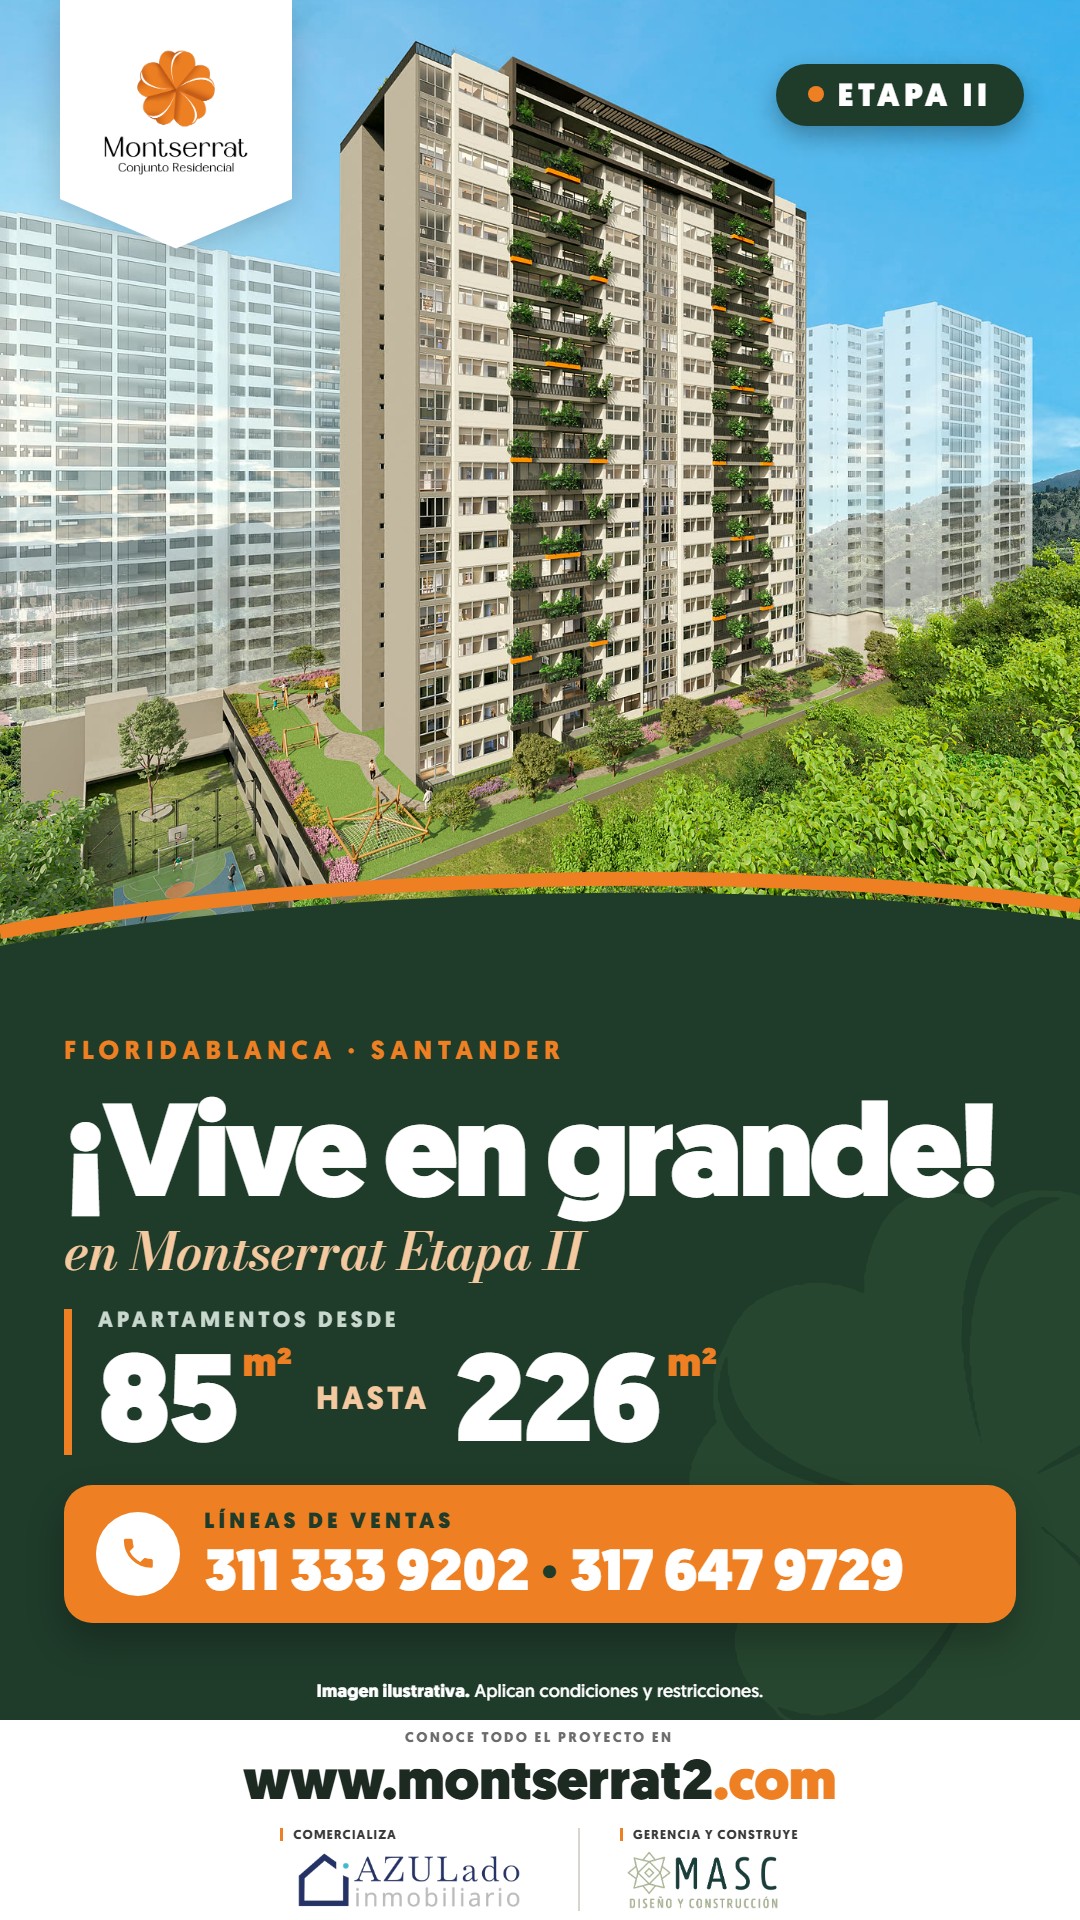 Montserrat
Conjunto Residencial
ETAPA II
FLORIDABLANCA · SANTANDER
¡Vive en grande!
en Montserrat Etapa II
APARTAMENTOS DESDE
85 m² HASTA 226 m²
LÍNEAS DE VENTAS
311 333 9202 • 317 647 9729
Imagen ilustrativa. Aplican condiciones y restricciones.
CONOCE TODO EL PROYECTO EN
www.montserrat2.com
COMERCIALIZA
AZULado
inmobiliario
GERENCIA Y CONSTRUYE
MASC
DISEÑO Y CONSTRUCCIÓN